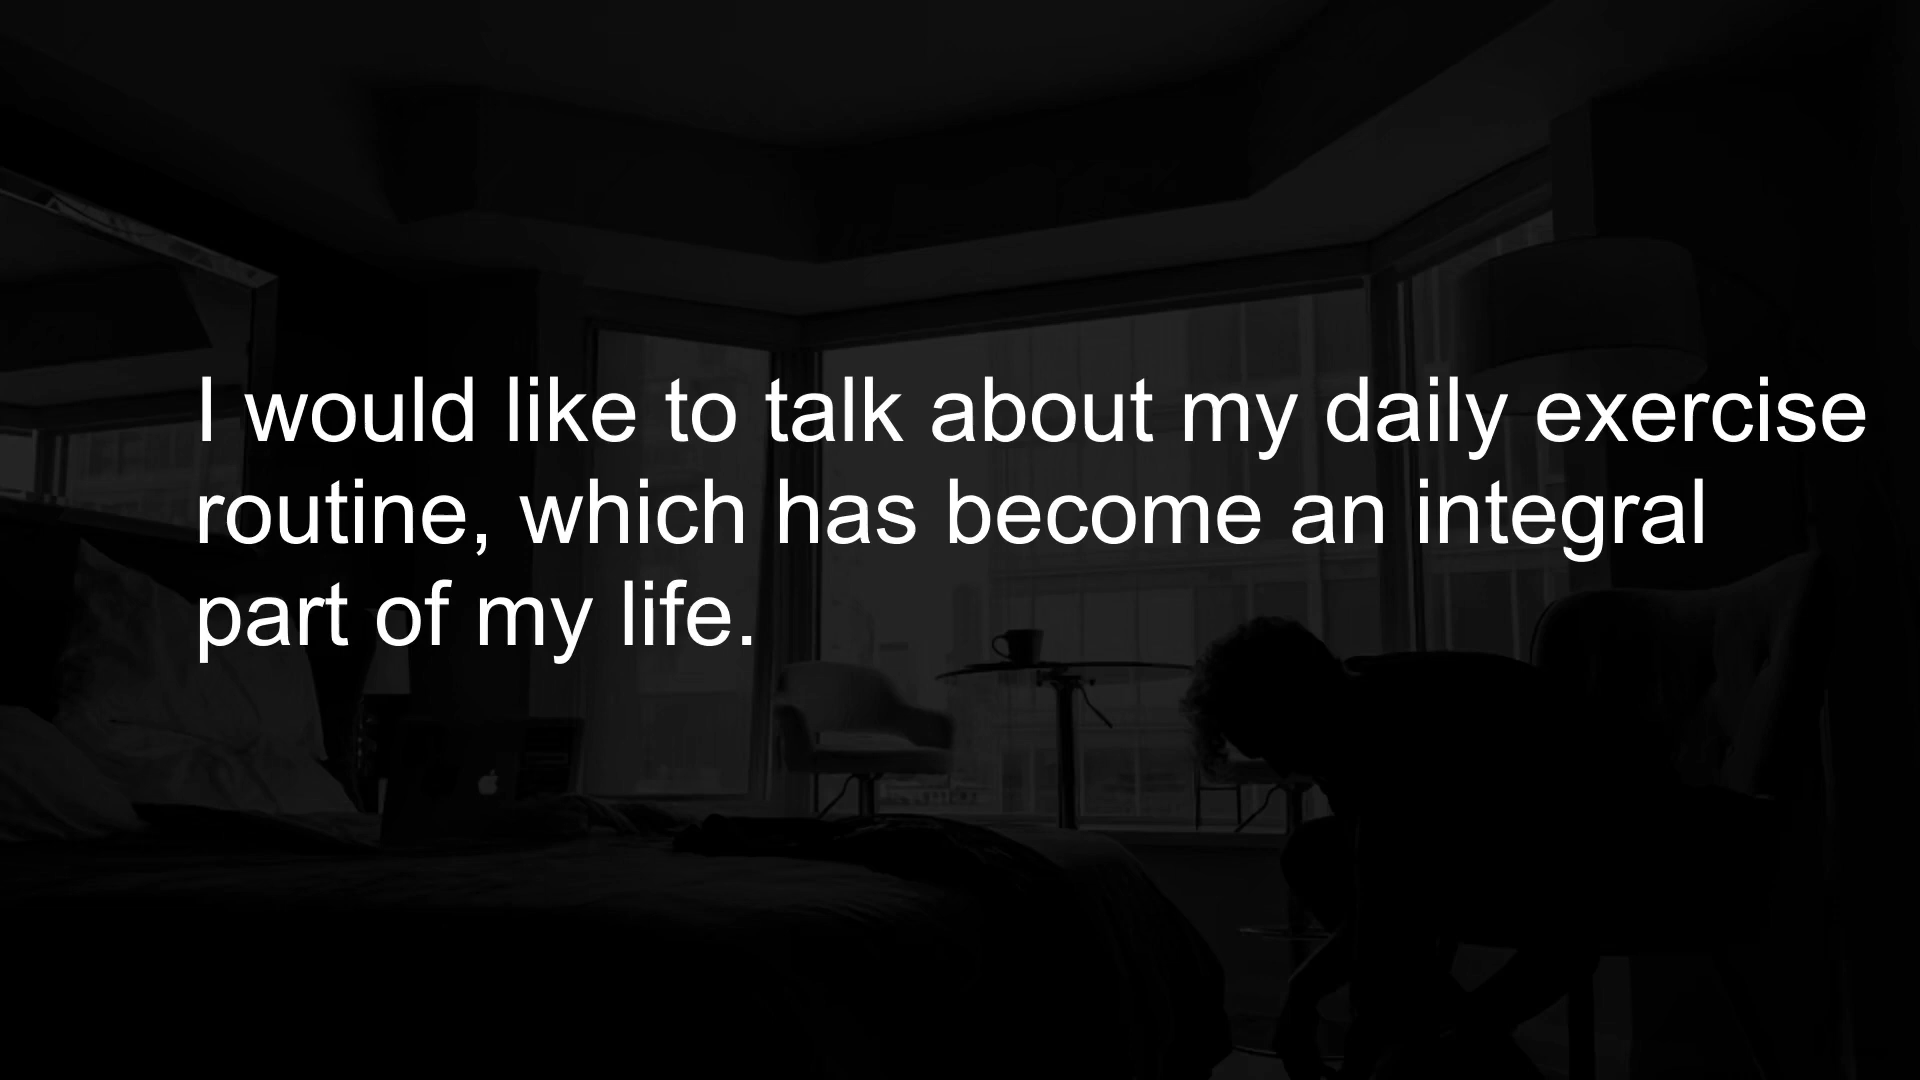 I would like to talk about my daily exercise
routine, which has become an integral
part of my life.